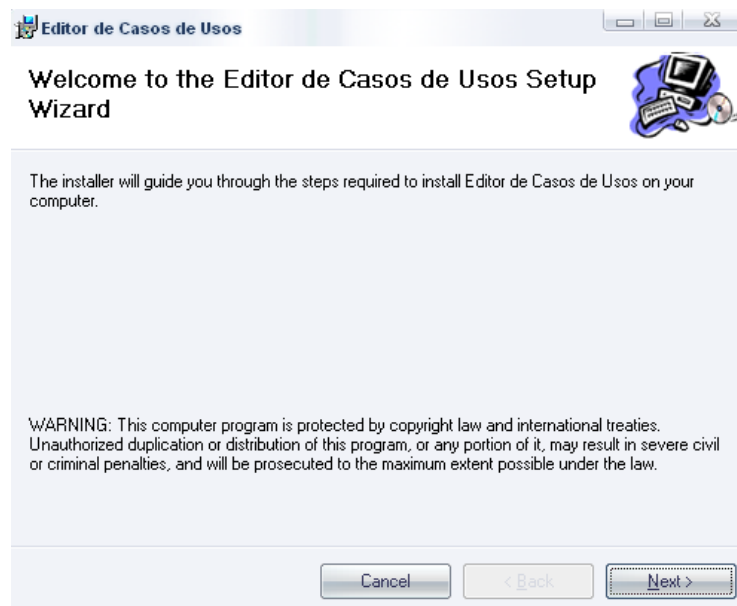 Editor de Casos de Usos
Welcome to the Editor de Casos de Usos Setup
Wizard
The installer will guide you through the steps required to install Editor de Casos de Usos on your
computer.
WARNING: This computer program is protected by copyright law and international treaties.
Unauthorized duplication or distribution of this program, or any portion of it, may result in severe civil
or criminal penalties, and will be prosecuted to the maximum extent possible under the law.
Cancel < Back Next >